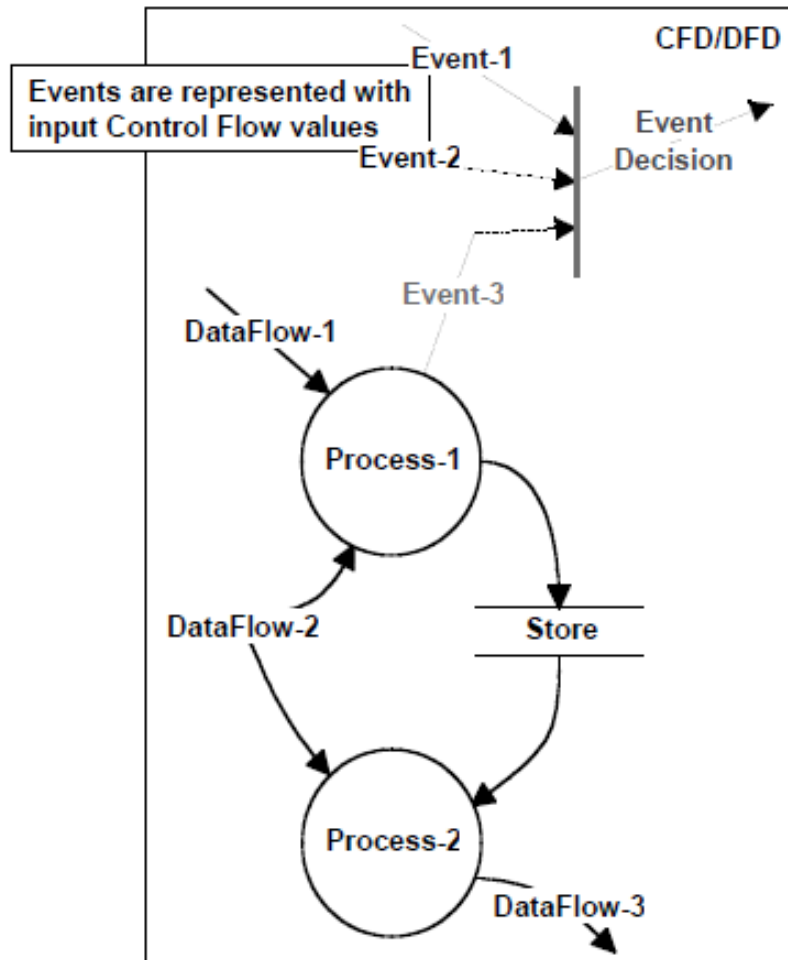 CFD/DFD
Event-1
Events are represented with
input Control Flow values
Event
Decision
Event-2
Event-3
DataFlow-1
Process-1
DataFlow-2
Store
Process-2
DataFlow-3